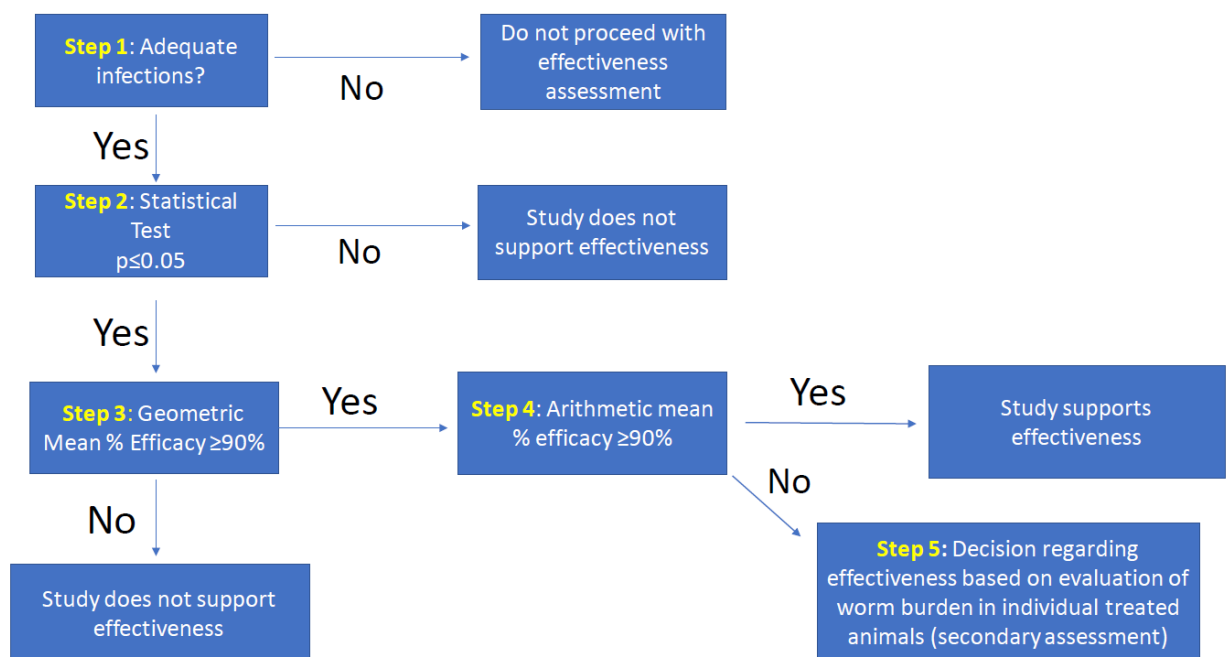 Step 1: Adequate
infections?
No
Do not proceed with
effectiveness
assessment
Yes
Step 2: Statistical
Test
p≤0.05
No
Study does not
support effectiveness
Yes
Step 3: Geometric
Mean % Efficacy ≥90%
Yes
Step 4: Arithmetic mean
% efficacy ≥90%
Yes
Study supports
effectiveness
No
Study does not support
effectiveness
No
Step 5: Decision regarding
effectiveness based on evaluation of
worm burden in individual treated
animals (secondary assessment)